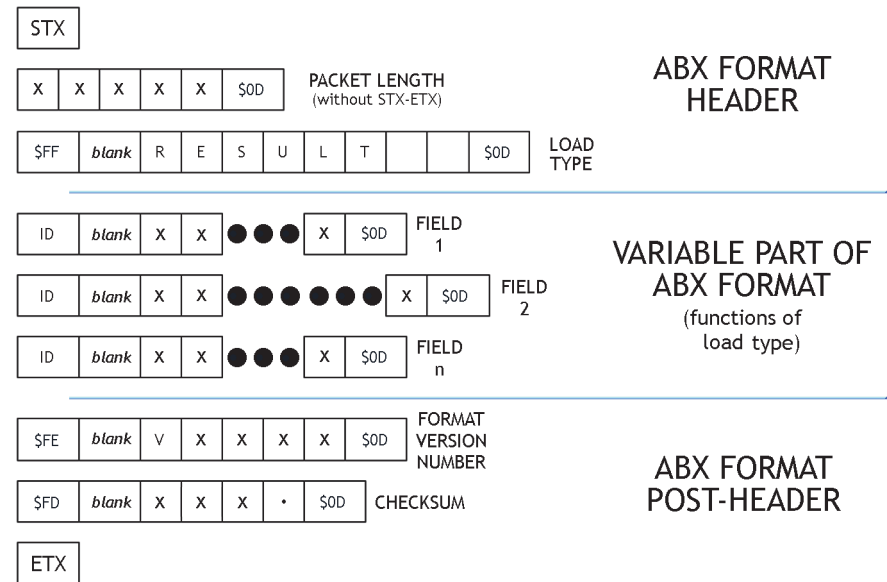 STX
X X X X X $0D PACKET LENGTH
(without STX-ETX)
ABX FORMAT
HEADER
$FF blank R E S U L T $0D LOAD
TYPE
ID blank X X ●●● X $0D FIELD
1
VARIABLE PART OF
ABX FORMAT
(functions of
load type)
ID blank X X ●●●●●● X $0D FIELD
2
ID blank X X ●●● X $0D FIELD
n
$FE blank V X X X X $0D FORMAT
VERSION
NUMBER
ABX FORMAT
POST-HEADER
$FD blank X X X · $0D CHECKSUM
ETX